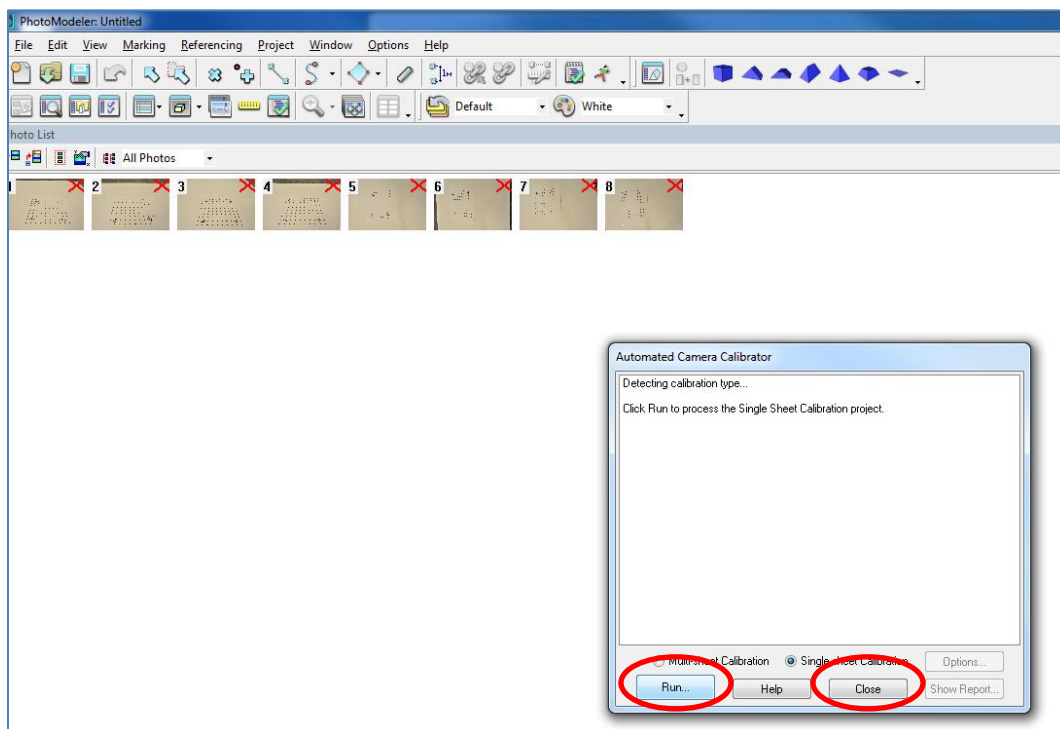 PhotoModeler: Untitled
File Edit View Marking Referencing Project Window Options Help
Default White
hoto List
All Photos
1 2 3 4 5 6 7 8
Automated Camera Calibrator
Detecting calibration type...
Click Run to process the Single Sheet Calibration project.
Multi-sheet Calibration Single-sheet Calibration Options...
Run... Help Close Show Report...